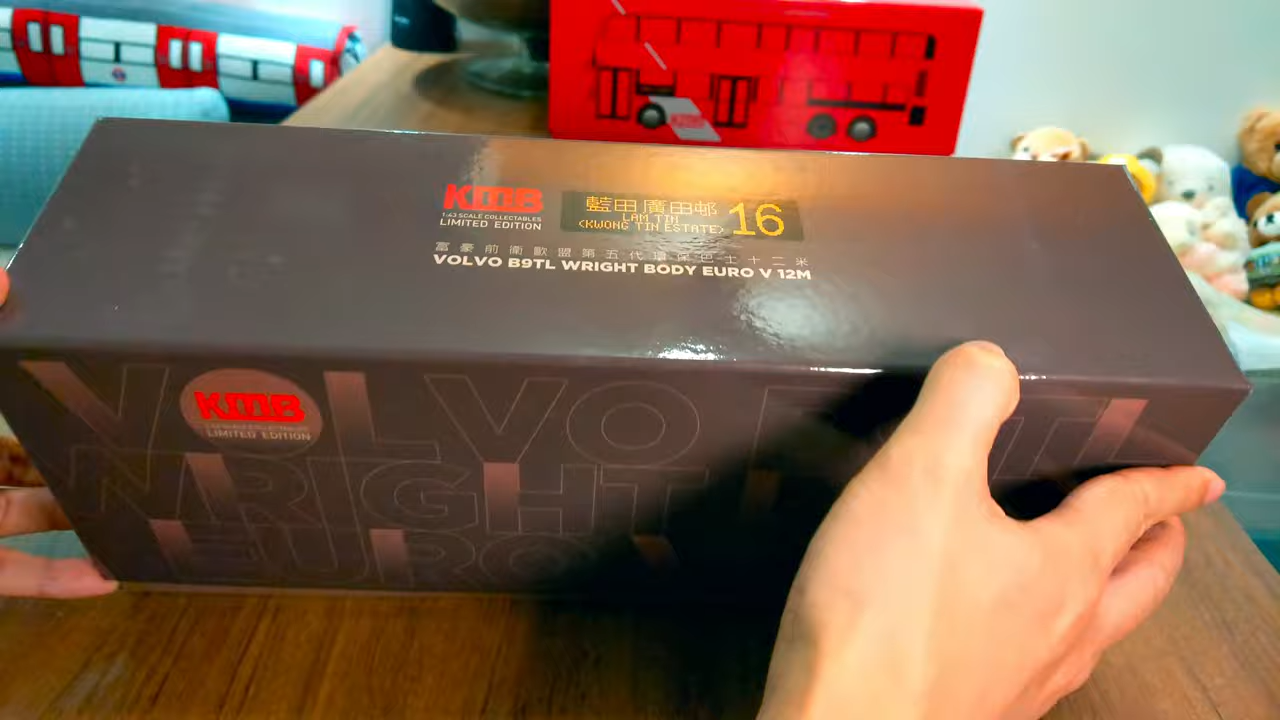 KMB
1:43 SCALE COLLECTABLES
LIMITED EDITION
藍田廣田邨 16
LAM TIN
<KWONG TIN ESTATE>
富豪前衛歐盟第五代環保巴士十二米
VOLVO B9TL WRIGHT BODY EURO V 12M
VOLVO
KMB
LIMITED EDITION
WRIGHT
EURO